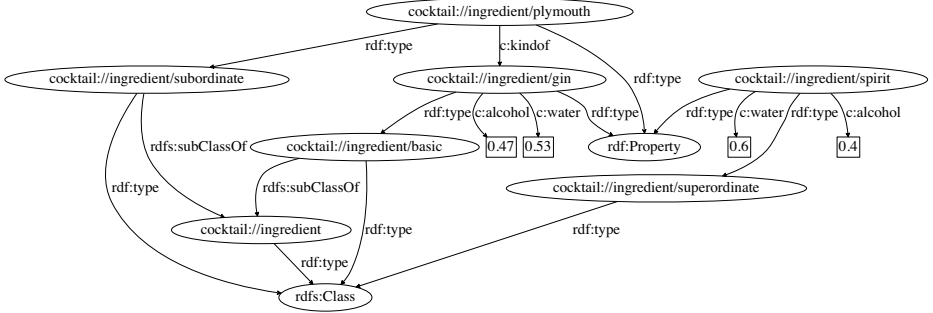 cocktail://ingredient/plymouth
rdf:type
c:kindof
rdf:type
cocktail://ingredient/subordinate
cocktail://ingredient/gin
cocktail://ingredient/spirit
rdf:type
c:alcohol
c:water
rdf:type
rdf:type
c:water
rdf:type
c:alcohol
rdfs:subClassOf
cocktail://ingredient/basic
0.47
0.53
rdf:Property
0.6
0.4
rdf:type
rdfs:subClassOf
cocktail://ingredient/superordinate
cocktail://ingredient
rdf:type
rdf:type
rdf:type
rdfs:Class